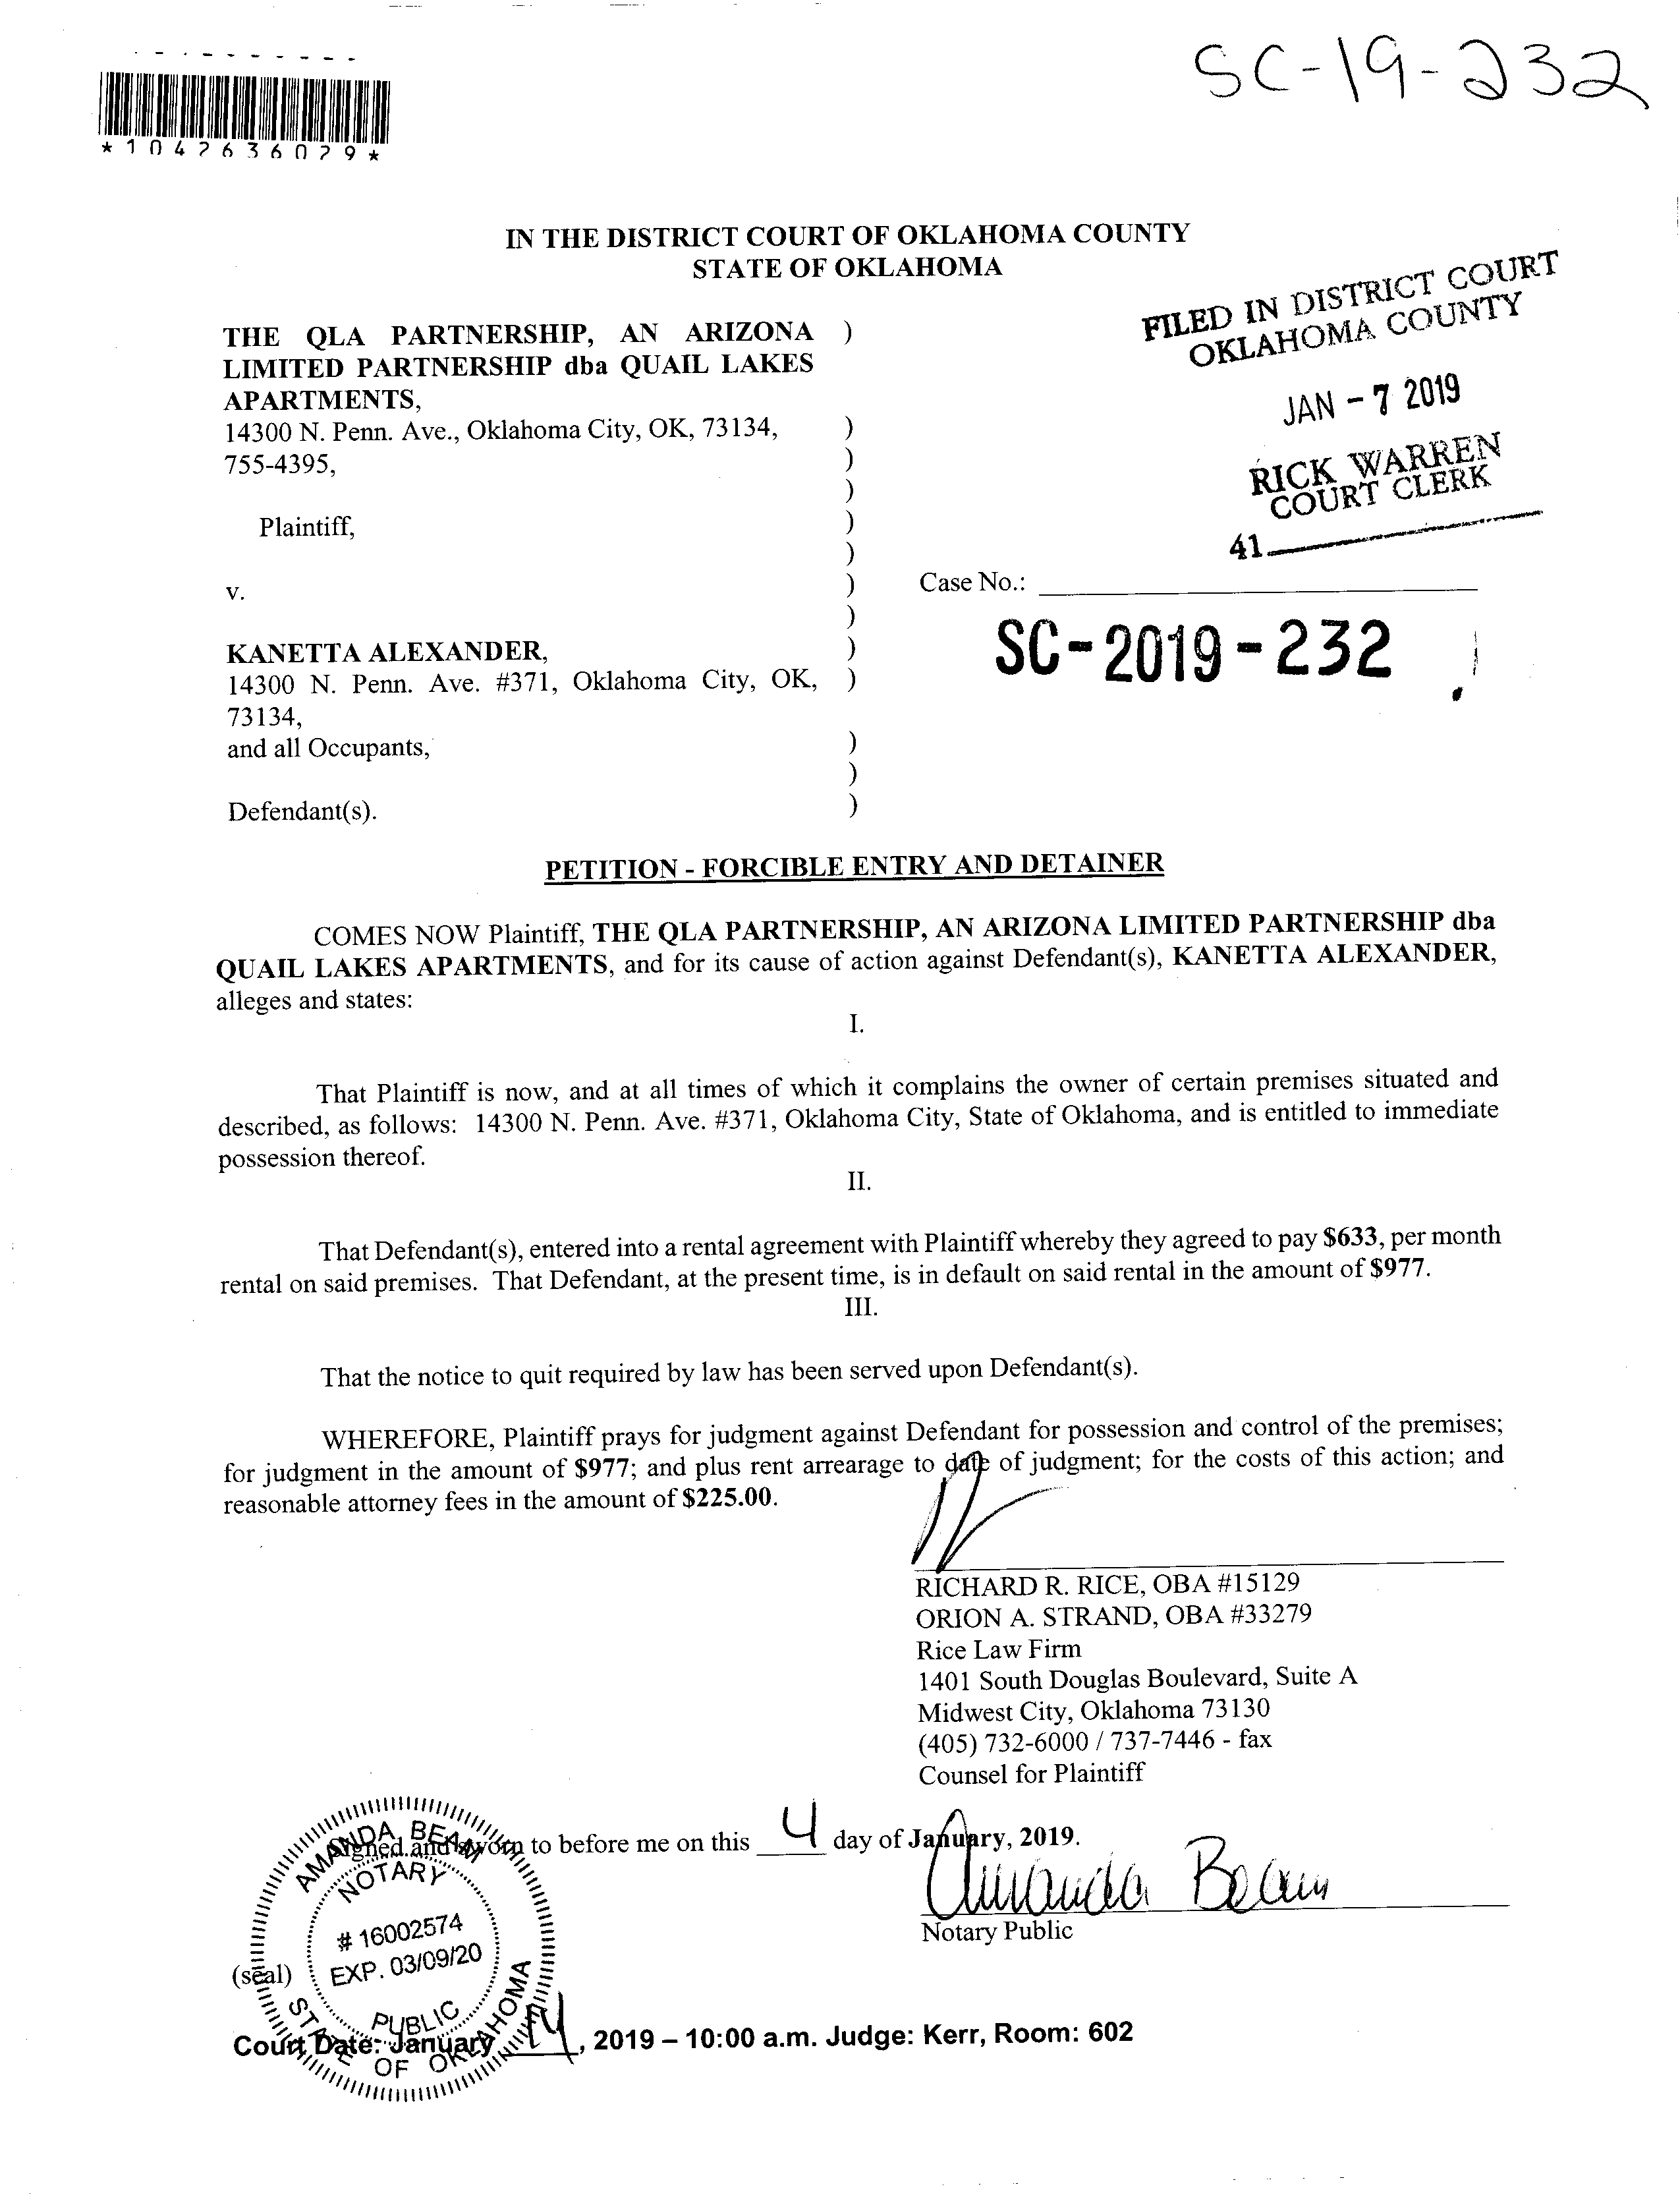 SC-19-232
*1042636029*
IN THE DISTRICT COURT OF OKLAHOMA COUNTY
STATE OF OKLAHOMA
FILED IN DISTRICT COURT
OKLAHOMA COUNTY
JAN - 7 2019
RICK WARREN
COURT CLERK
41
THE QLA PARTNERSHIP, AN ARIZONA )
LIMITED PARTNERSHIP dba QUAIL LAKES
APARTMENTS,
14300 N. Penn. Ave., Oklahoma City, OK, 73134, )
755-4395, )
)
Plaintiff, )
)
v. )
)
KANETTA ALEXANDER, )
14300 N. Penn. Ave. #371, Oklahoma City, OK, )
73134,
and all Occupants, )
)
Defendant(s). )
Case No.:
SC-2019-232
PETITION - FORCIBLE ENTRY AND DETAINER
COMES NOW Plaintiff, THE QLA PARTNERSHIP, AN ARIZONA LIMITED PARTNERSHIP dba
QUAIL LAKES APARTMENTS, and for its cause of action against Defendant(s), KANETTA ALEXANDER,
alleges and states:
I.
That Plaintiff is now, and at all times of which it complains the owner of certain premises situated and
described, as follows: 14300 N. Penn. Ave. #371, Oklahoma City, State of Oklahoma, and is entitled to immediate
possession thereof.
II.
That Defendant(s), entered into a rental agreement with Plaintiff whereby they agreed to pay $633, per month
rental on said premises. That Defendant, at the present time, is in default on said rental in the amount of $977.
III.
That the notice to quit required by law has been served upon Defendant(s).
WHEREFORE, Plaintiff prays for judgment against Defendant for possession and control of the premises;
for judgment in the amount of $977; and plus rent arrearage to date of judgment; for the costs of this action; and
reasonable attorney fees in the amount of $225.00.
RICHARD R. RICE, OBA #15129
ORION A. STRAND, OBA #33279
Rice Law Firm
1401 South Douglas Boulevard, Suite A
Midwest City, Oklahoma 73130
(405) 732-6000 / 737-7446 - fax
Counsel for Plaintiff
Signed and sworn to before me on this 4 day of January, 2019.
Amanda Beam
Notary Public
(seal)
AMANDA BEAM
NOTARY
# 16002574
EXP. 03/09/20
PUBLIC
STATE OF OKLAHOMA
Court Date: January 14, 2019 – 10:00 a.m. Judge: Kerr, Room: 602